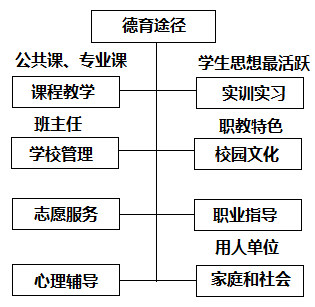 德育途径
公共课、专业课
学生思想最活跃
课程教学
实训实习
班主任
职教特色
学校管理
校园文化
志愿服务
职业指导
用人单位
心理辅导
家庭和社会